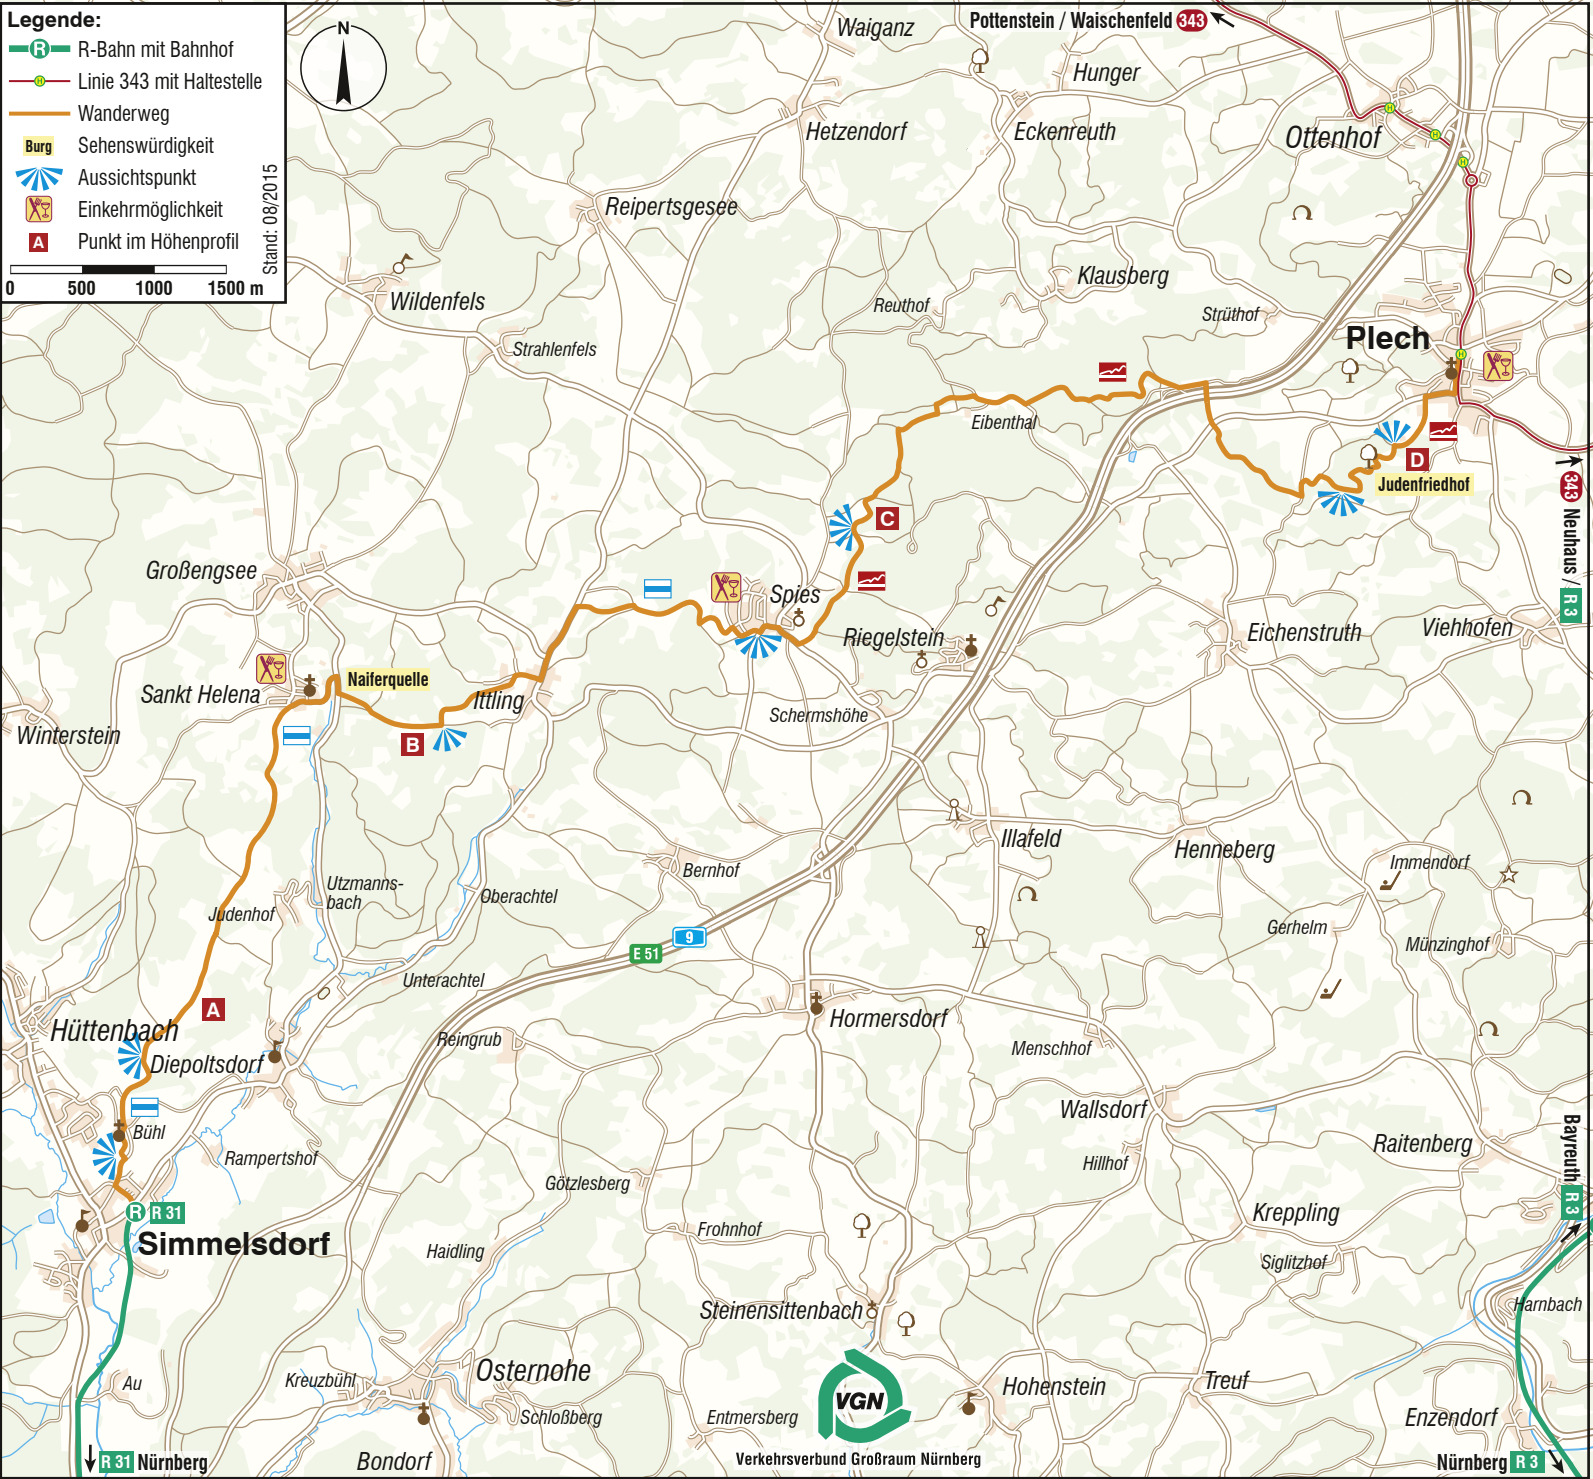 Legende:
R R-Bahn mit Bahnhof
H Linie 343 mit Haltestelle
Wanderweg
Burg Sehenswürdigkeit
Aussichtspunkt
Einkehrmöglichkeit
A Punkt im Höhenprofil
0 500 1000 1500 m
Stand: 08/2015
N
Waiganz
Pottenstein / Waischenfeld 343
Hunger
Hetzendorf
Eckenreuth
Ottenhof
H
H
H
Reipertsgesee
Klausberg
Wildenfels
Reuthof
Strüthof
Plech
H
Strahlenfels
Eibenthal
D
Judenfriedhof
343 Neuhaus / R 3
C
Großengsee
Spies
Riegelstein
Eichenstruth
Viehhofen
Naiferquelle
Sankt Helena
Ittling
Schermshöhe
Winterstein
B
Illafeld
Henneberg
Immendorf
Bernhof
Utzmanns-
bach
Oberachtel
Judenhof
Gerhelm
Münzinghof
9
E 51
Unterachtel
A
Hüttenbach
Hormersdorf
Reingrub
Menschhof
Diepoltsdorf
Wallsdorf
Bühl
Raitenberg
Rampertshof
Hillhof
Götzlesberg
Bayreuth R 3
R R 31
Simmelsdorf
Kreppling
Frohnhof
Haidling
Siglitzhof
Steinensittenbach
Harnbach
Osternohe
Kreuzbühl
Au
Hohenstein
Treuf
VGN
Schloßberg
Entmersberg
Enzendorf
Verkehrsverbund Großraum Nürnberg
R 31 Nürnberg
Bondorf
Nürnberg R 3